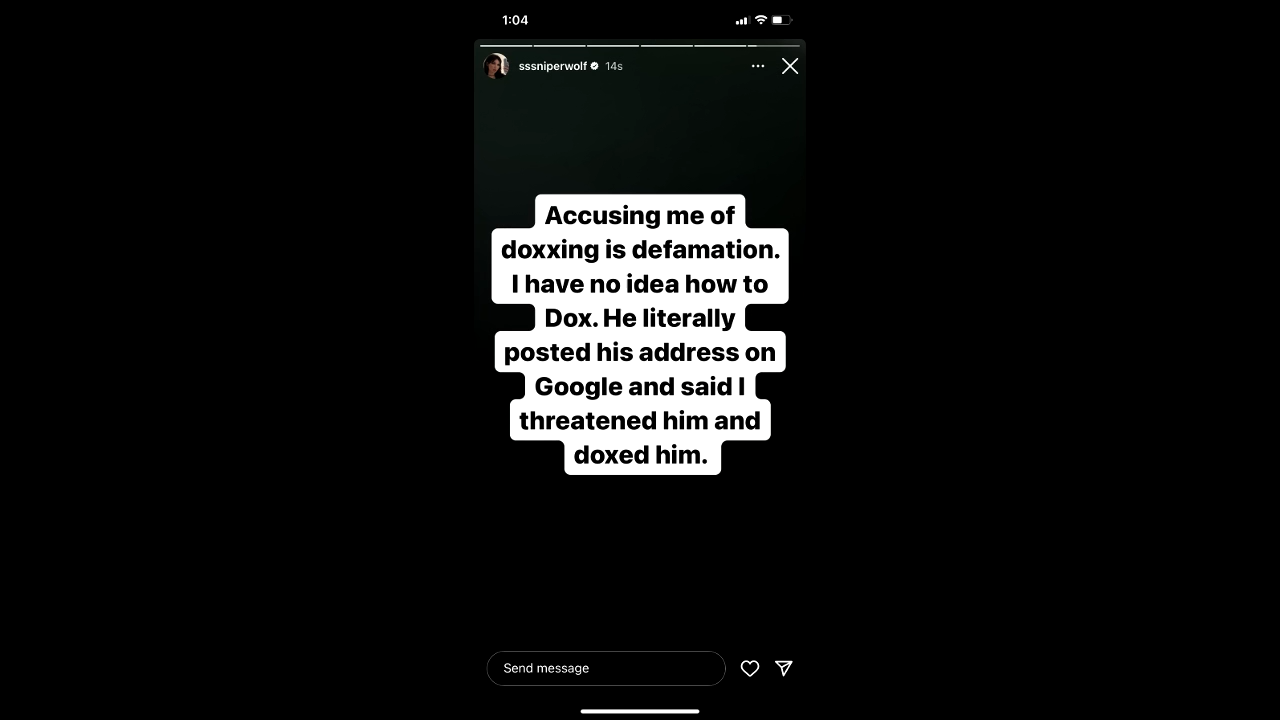 1:04
sssniperwolf 14s
Accusing me of
doxxing is defamation.
I have no idea how to
Dox. He literally
posted his address on
Google and said I
threatened him and
doxed him.
Send message